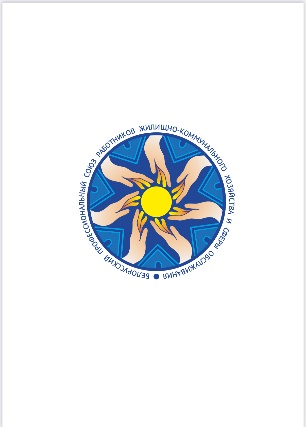 БЕЛОРУССКИЙ ПРОФЕССИОНАЛЬНЫЙ СОЮЗ РАБОТНИКОВ ЖИЛИЩНО-КОММУНАЛЬНОГО ХОЗЯЙСТВА И СФЕРЫ ОБСЛУЖИВАНИЯ